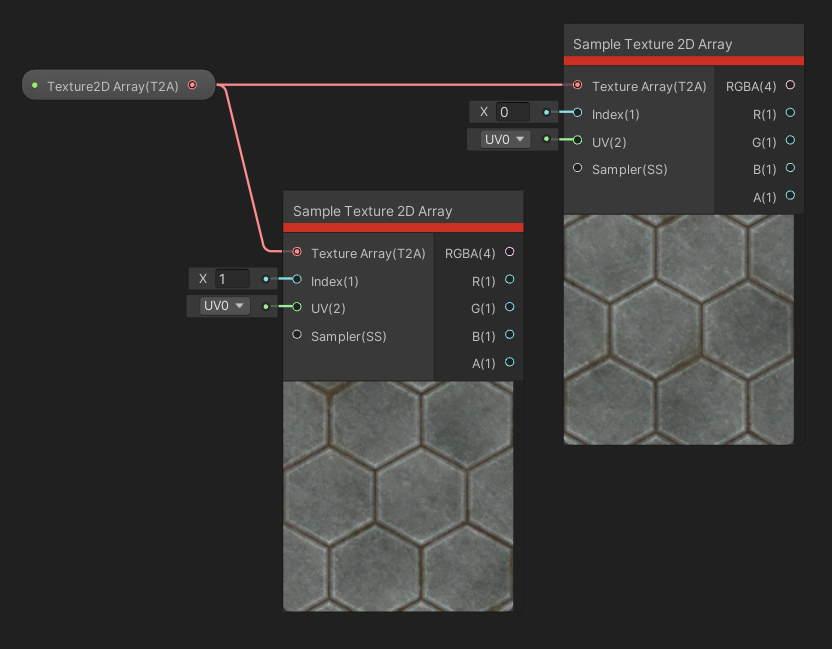 Sample Texture 2D Array
Texture2D Array(T2A)
Texture Array(T2A) RGBA(4)
X 0 Index(1) R(1)
UV0 UV(2) G(1)
Sampler(SS) B(1)
A(1)
Sample Texture 2D Array
Texture Array(T2A) RGBA(4)
X 1 Index(1) R(1)
UV0 UV(2) G(1)
Sampler(SS) B(1)
A(1)